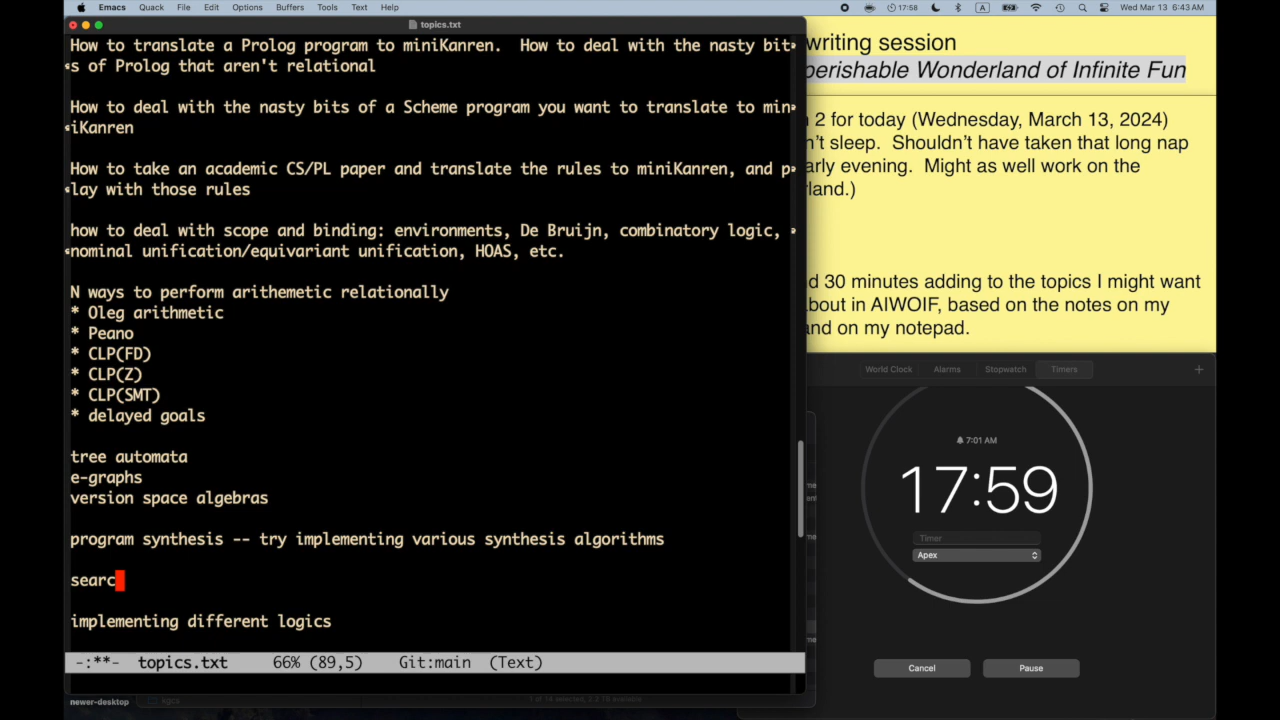 Emacs Quack File Edit Options Buffers Tools Text Help 17:58 A Wed Mar 13 6:43 AM
topics.txt
How to translate a Prolog program to miniKanren.  How to deal with the nasty bit
s of Prolog that aren't relational
How to deal with the nasty bits of a Scheme program you want to translate to min
iKanren
How to take an academic CS/PL paper and translate the rules to miniKanren, and p
lay with those rules
how to deal with scope and binding: environments, De Bruijn, combinatory logic,
nominal unification/equivariant unification, HOAS, etc.
N ways to perform arithemetic relationally
* Oleg arithmetic
* Peano
* CLP(FD)
* CLP(Z)
* CLP(SMT)
* delayed goals
tree automata
e-graphs
version space algebras
program synthesis -- try implementing various synthesis algorithms
searc
implementing different logics
-:**-  topics.txt     66% (89,5)     Git:main  (Text)
newer-desktop
writing session
perishable Wonderland of Infinite Fun
2 for today (Wednesday, March 13, 2024)
n't sleep.  Shouldn't have taken that long nap
arly evening.  Might as well work on the
land.)
d 30 minutes adding to the topics I might want
bout in AIWOIF, based on the notes on my
and on my notepad.
World Clock Alarms Stopwatch Timers +
7:01 AM
17:59
Timer
Apex
Cancel Pause